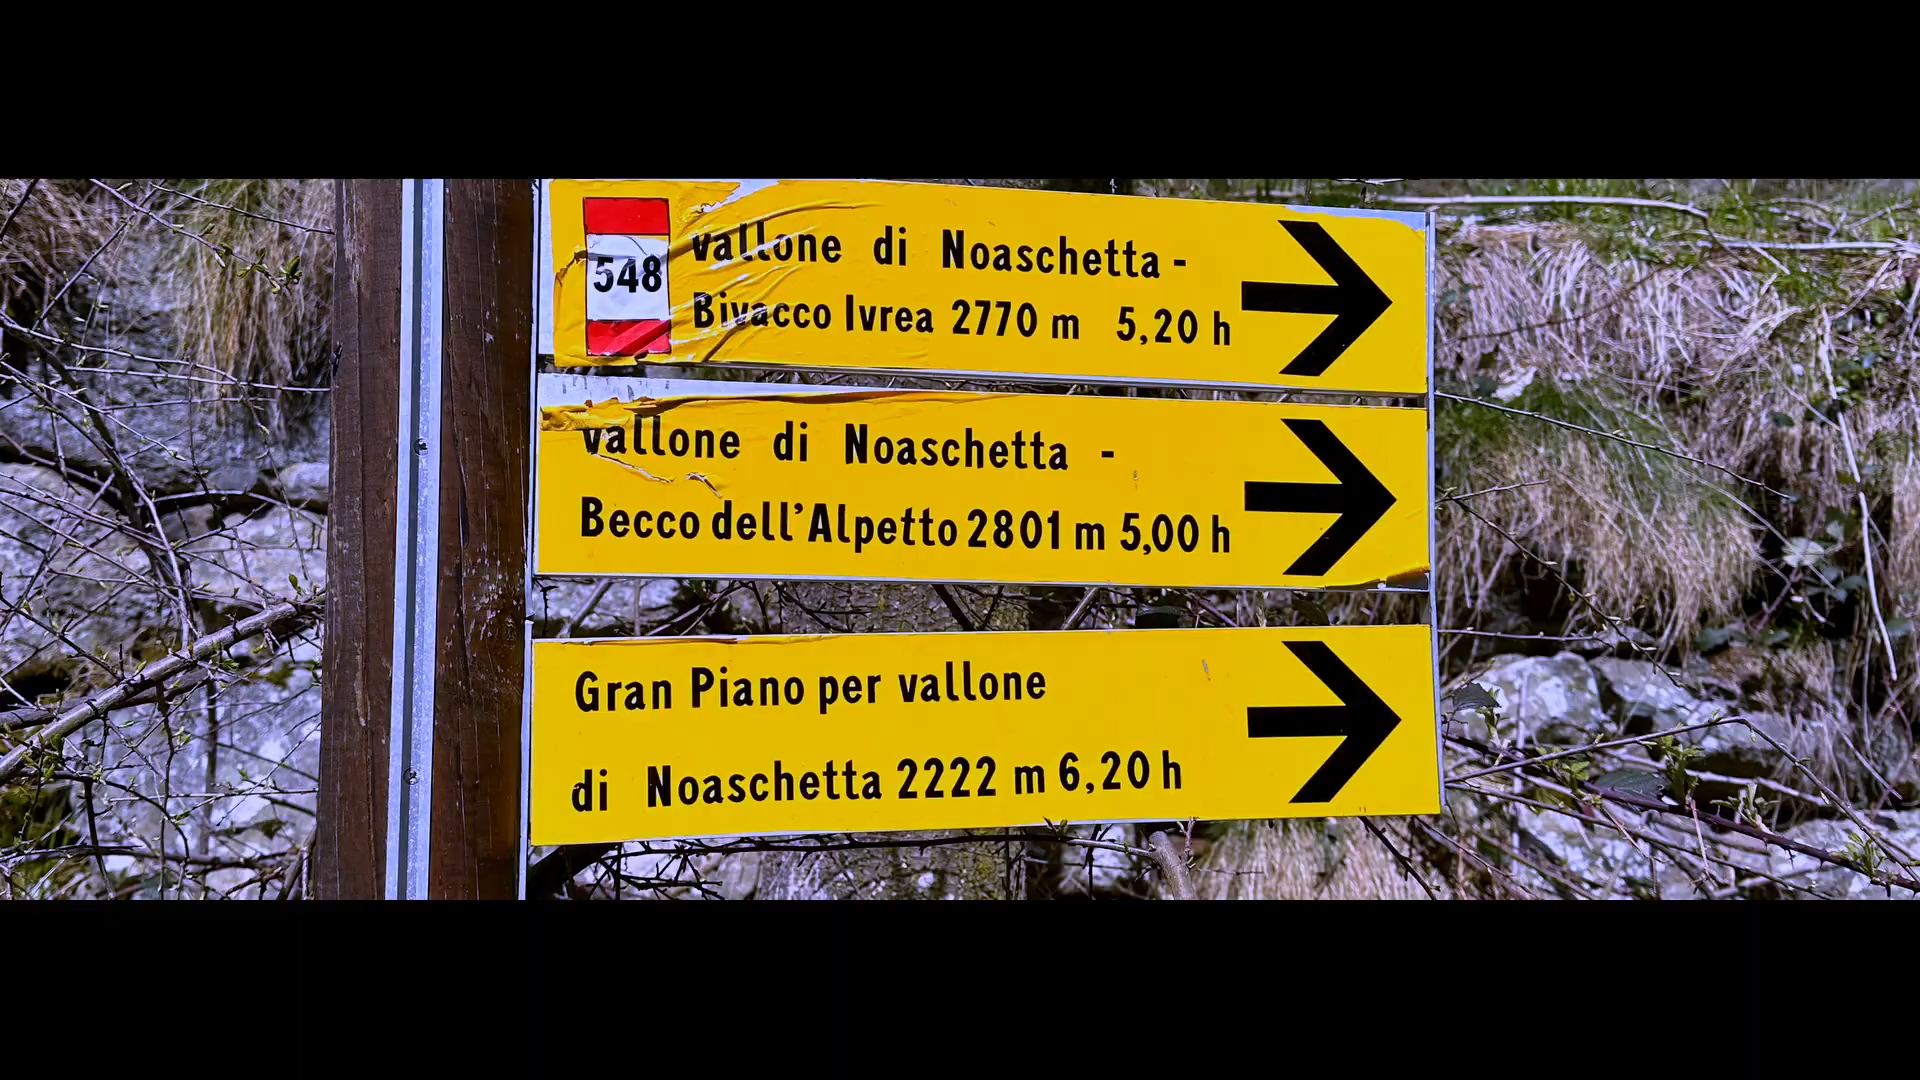 548
vallone di Noaschetta -
Bivacco Ivrea 2770 m 5,20 h
vallone di Noaschetta -
Becco dell'Alpetto 2801 m 5,00 h
Gran Piano per vallone
di Noaschetta 2222 m 6,20 h